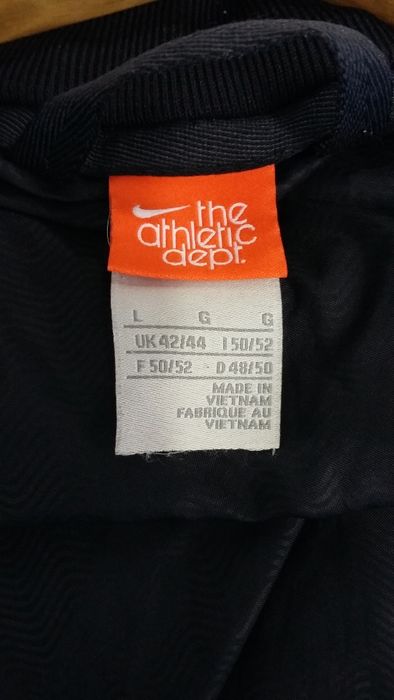 the
athletic
dept.
L G G
UK 42/44 I 50/52
F 50/52 · D 48/50
MADE IN
VIETNAM
FABRIQUE AU
VIETNAM